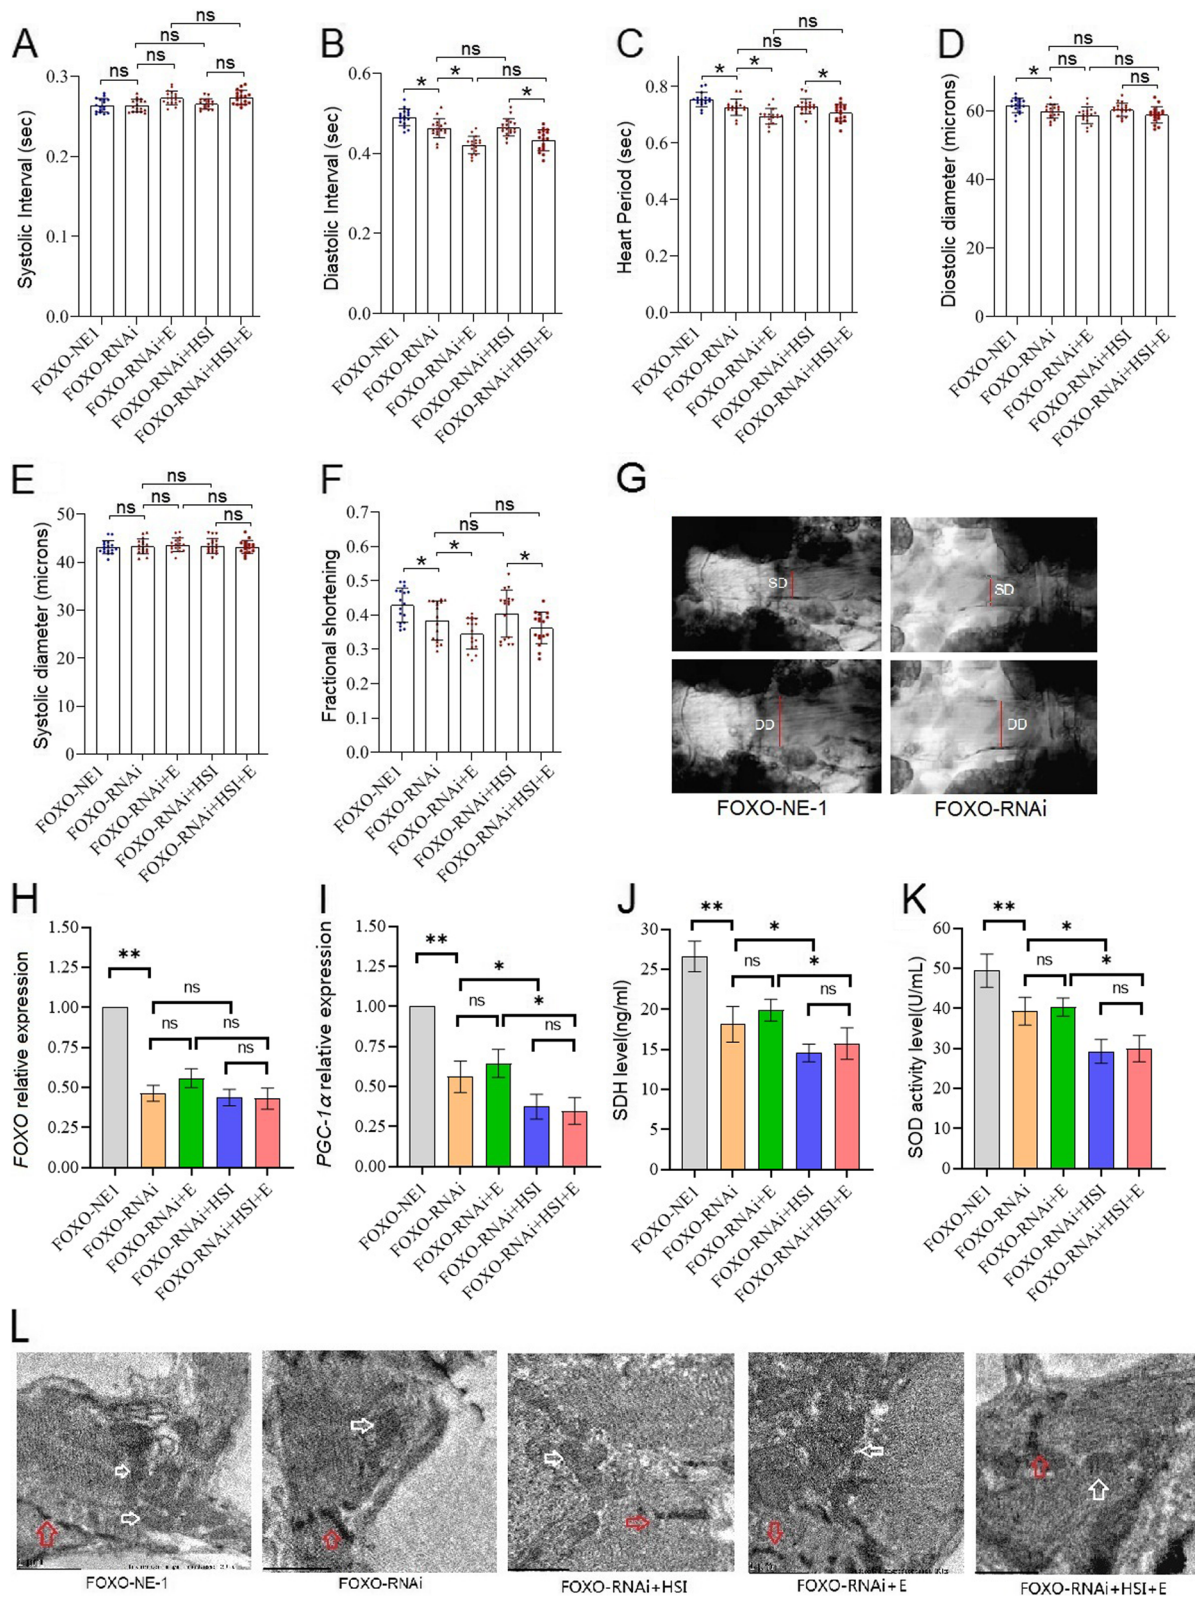 A
ns
ns
ns
ns
ns
Systolic Interval (sec)
0.3
0.2
0.1
0.0
FOXO-NE1
FOXO-RNAi
FOXO-RNAi+E
FOXO-RNAi+HSI
FOXO-RNAi+HSI+E
B
ns
* * ns
*
Diastolic Interval (sec)
0.6
0.4
0.2
0.0
FOXO-NE1
FOXO-RNAi
FOXO-RNAi+E
FOXO-RNAi+HSI
FOXO-RNAi+HSI+E
C
ns
ns
* * *
Heart Period (sec)
0.8
0.6
0.4
0.2
0.0
FOXO-NE1
FOXO-RNAi
FOXO-RNAi+E
FOXO-RNAi+HSI
FOXO-RNAi+HSI+E
D
ns
* ns ns
ns
Diostolic diameter (microns)
60
40
20
0
FOXO-NE1
FOXO-RNAi
FOXO-RNAi+E
FOXO-RNAi+HSI
FOXO-RNAi+HSI+E
E
ns
ns ns ns
ns
Systolic diameter (microns)
50
40
30
20
10
0
FOXO-NE1
FOXO-RNAi
FOXO-RNAi+E
FOXO-RNAi+HSI
FOXO-RNAi+HSI+E
F
ns
ns
* * *
Fractional shortening
0.7
0.6
0.5
0.4
0.3
0.2
0.1
0.0
FOXO-NE1
FOXO-RNAi
FOXO-RNAi+E
FOXO-RNAi+HSI
FOXO-RNAi+HSI+E
G
SD
SD
DD
DD
FOXO-NE-1
FOXO-RNAi
H
**
ns
ns ns
ns
FOXO relative expression
1.50
1.25
1.00
0.75
0.50
0.25
0.00
FOXO-NE1
FOXO-RNAi
FOXO-RNAi+E
FOXO-RNAi+HSI
FOXO-RNAi+HSI+E
I
**
*
ns *
ns
PGC-1α relative expression
1.50
1.25
1.00
0.75
0.50
0.25
0.00
FOXO-NE1
FOXO-RNAi
FOXO-RNAi+E
FOXO-RNAi+HSI
FOXO-RNAi+HSI+E
J
**
*
ns *
ns
SDH level(ng/ml)
30
25
20
15
10
5
0
FOXO-NE1
FOXO-RNAi
FOXO-RNAi+E
FOXO-RNAi+HSI
FOXO-RNAi+HSI+E
K
**
*
ns *
ns
SOD activity level(U/mL)
60
50
40
30
20
10
0
FOXO-NE1
FOXO-RNAi
FOXO-RNAi+E
FOXO-RNAi+HSI
FOXO-RNAi+HSI+E
L
FOXO-NE-1
FOXO-RNAi
FOXO-RNAi+HSI
FOXO-RNAi+E
FOXO-RNAi+HSI+E